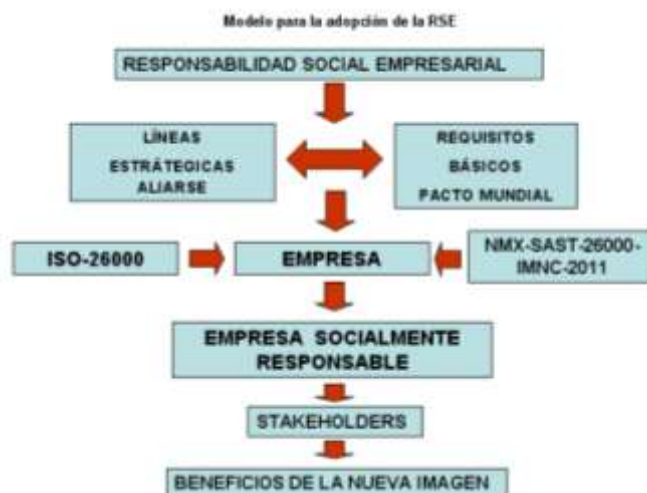 Modelo para la adopción de la RSE
RESPONSABILIDAD SOCIAL EMPRESARIAL
LÍNEAS
ESTRÁTEGICAS
ALIARSE
REQUISITOS
BÁSICOS
PACTO MUNDIAL
ISO-26000
EMPRESA
NMX-SAST-26000-
IMNC-2011
EMPRESA SOCIALMENTE
RESPONSABLE
STAKEHOLDERS
BENEFICIOS DE LA NUEVA IMAGEN